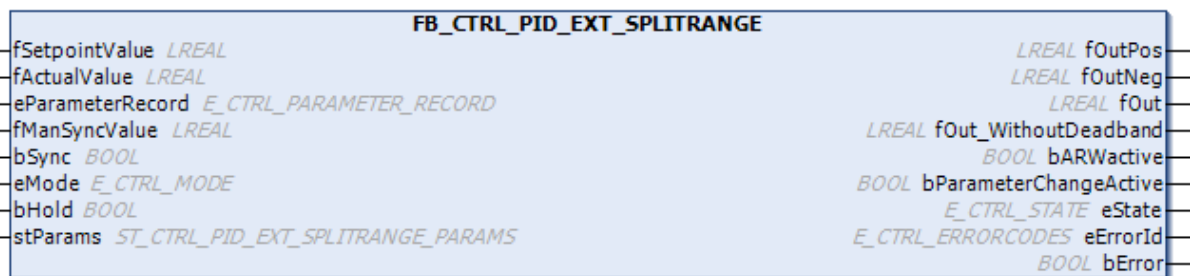 FB_CTRL_PID_EXT_SPLITRANGE
fSetpointValue LREAL LREAL fOutPos
fActualValue LREAL LREAL fOutNeg
eParameterRecord E_CTRL_PARAMETER_RECORD LREAL fOut
fManSyncValue LREAL LREAL fOut_WithoutDeadband
bSync BOOL BOOL bARWactive
eMode E_CTRL_MODE BOOL bParameterChangeActive
bHold BOOL E_CTRL_STATE eState
stParams ST_CTRL_PID_EXT_SPLITRANGE_PARAMS E_CTRL_ERRORCODES eErrorId
BOOL bError